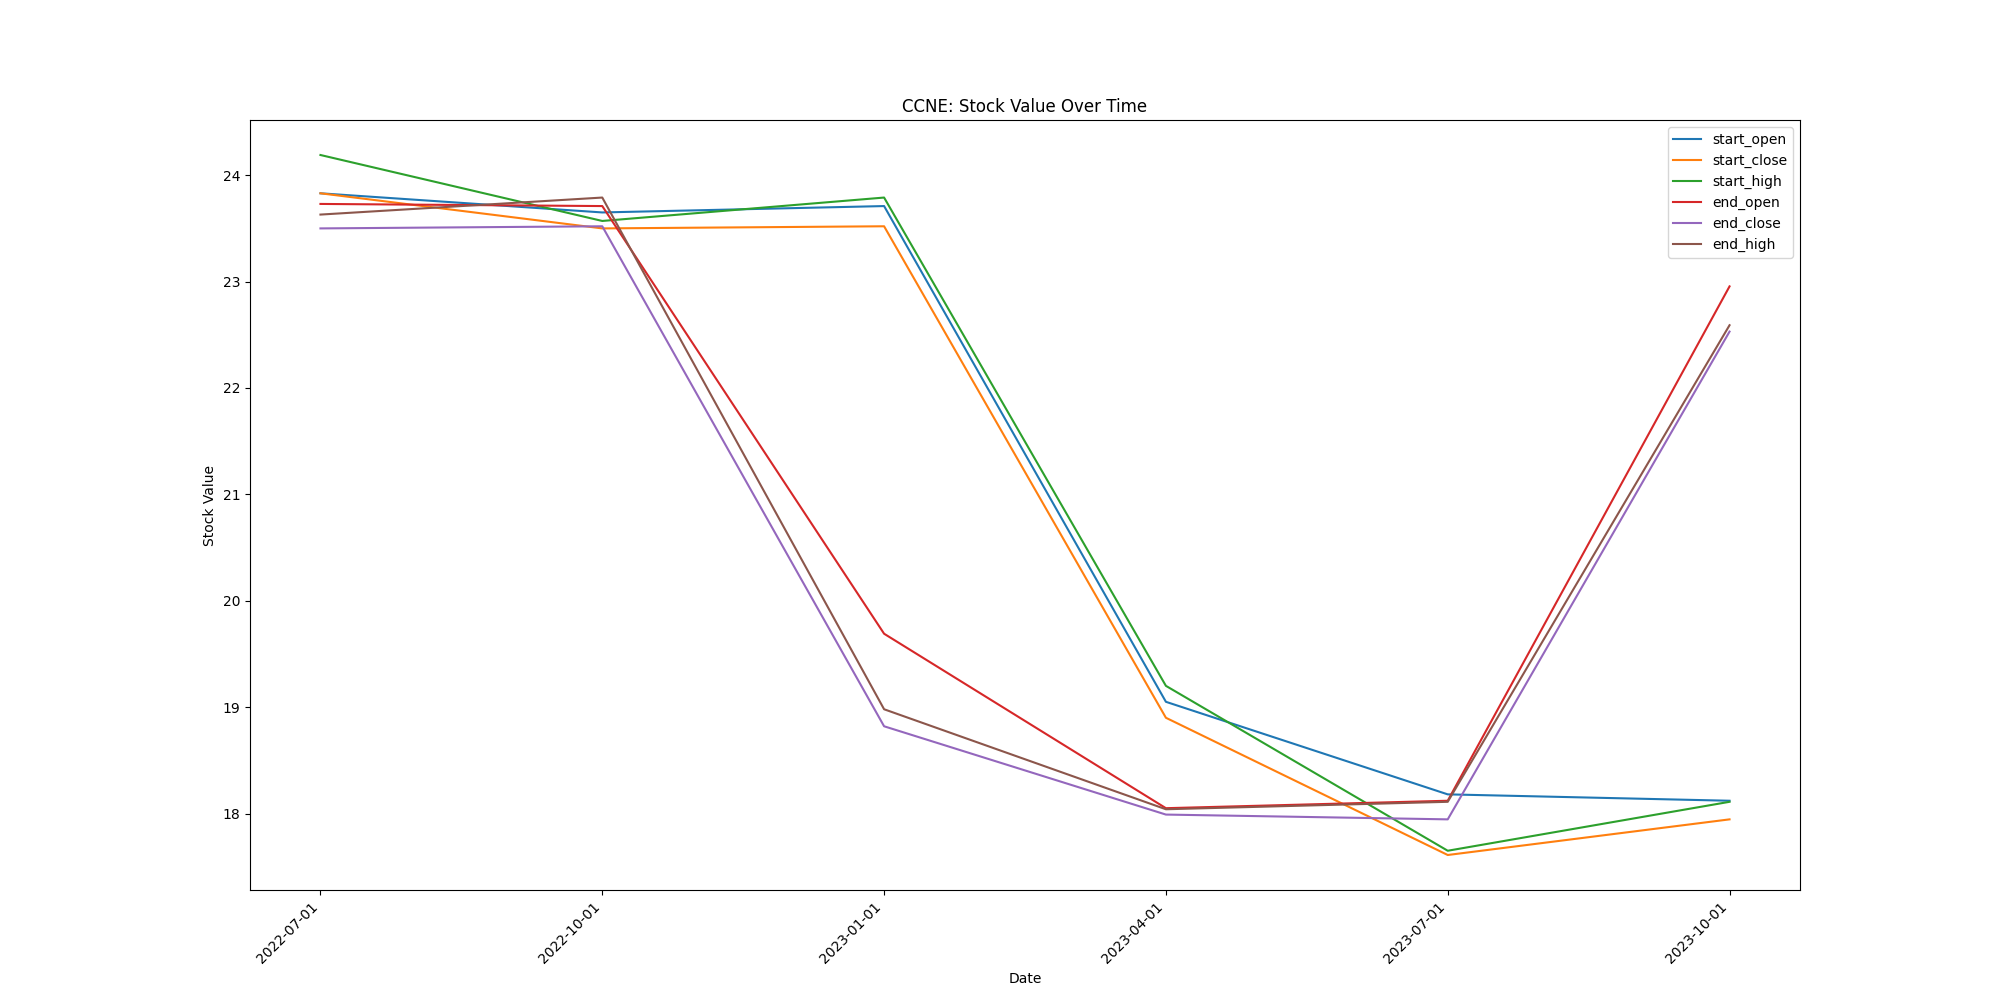 CCNE: Stock Value Over Time
start_open
start_close
start_high
end_open
end_close
end_high
Stock Value
24
23
22
21
20
19
18
2022-07-01
2022-10-01
2023-01-01
2023-04-01
2023-07-01
2023-10-01
Date